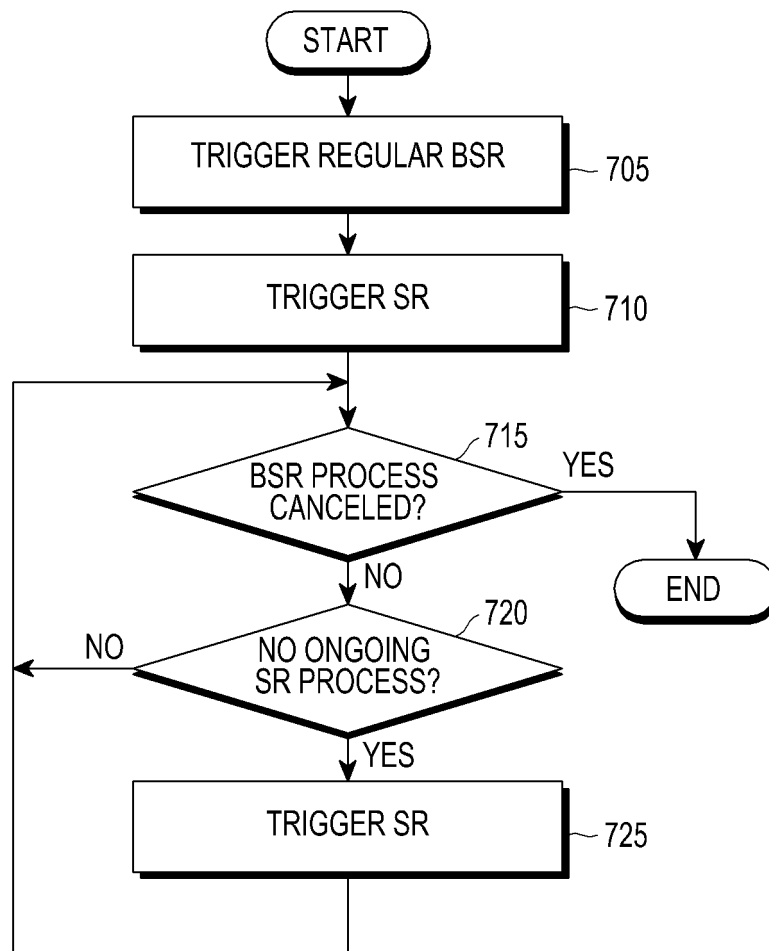 START
TRIGGER REGULAR BSR
705
TRIGGER SR
710
715
BSR PROCESS
CANCELED?
YES
END
NO
720
NO ONGOING
SR PROCESS?
NO
YES
TRIGGER SR
725